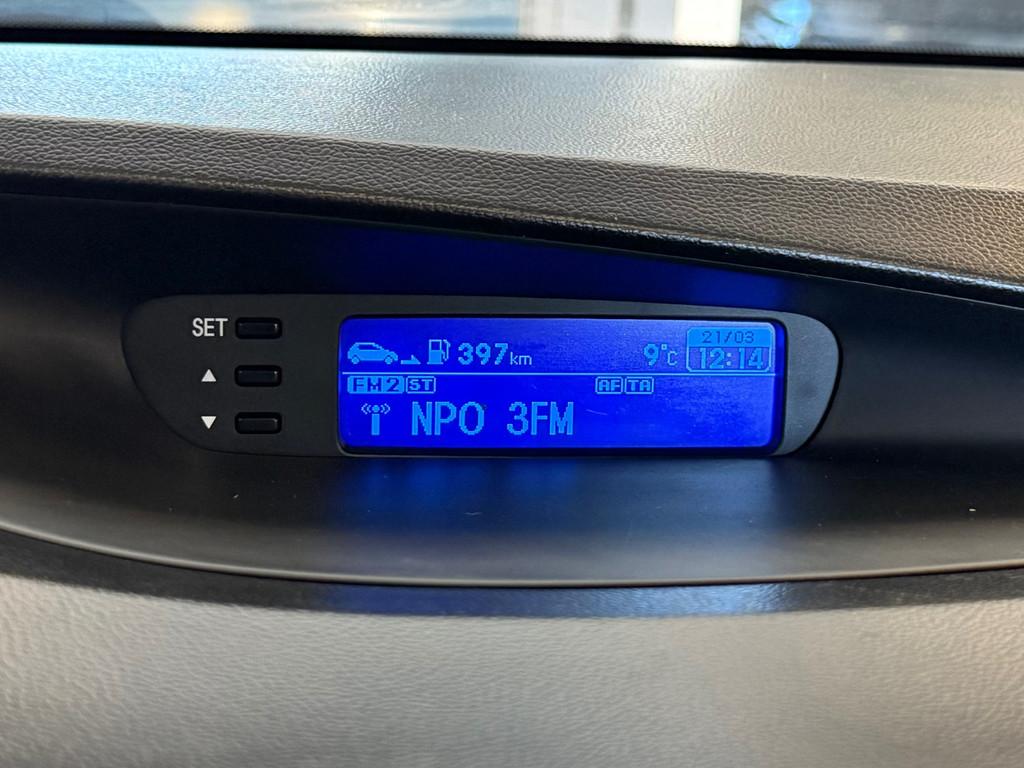 SET
397km 9°C 21/03
12:14
FM2 ST AF TA
NPO 3FM